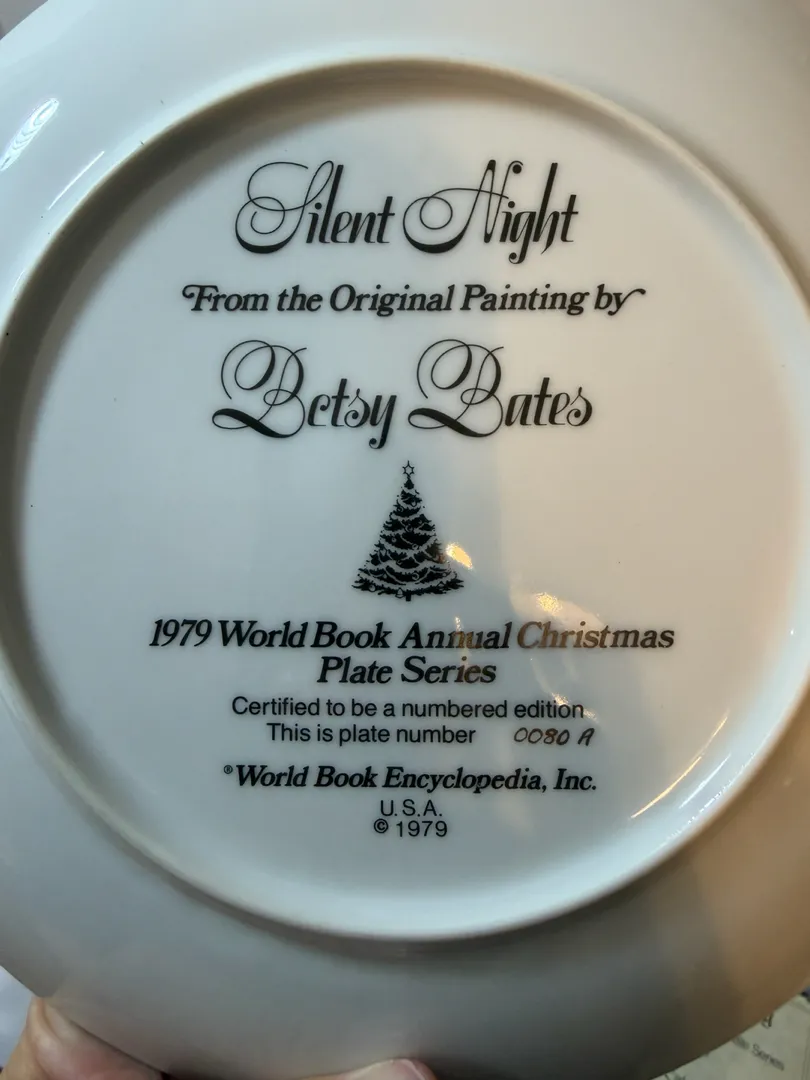 Silent Night
From the Original Painting by
Betsy Bates
1979 World Book Annual Christmas
Plate Series
Certified to be a numbered edition
This is plate number 0080 A
®World Book Encyclopedia, Inc.
U.S.A.
© 1979
Series